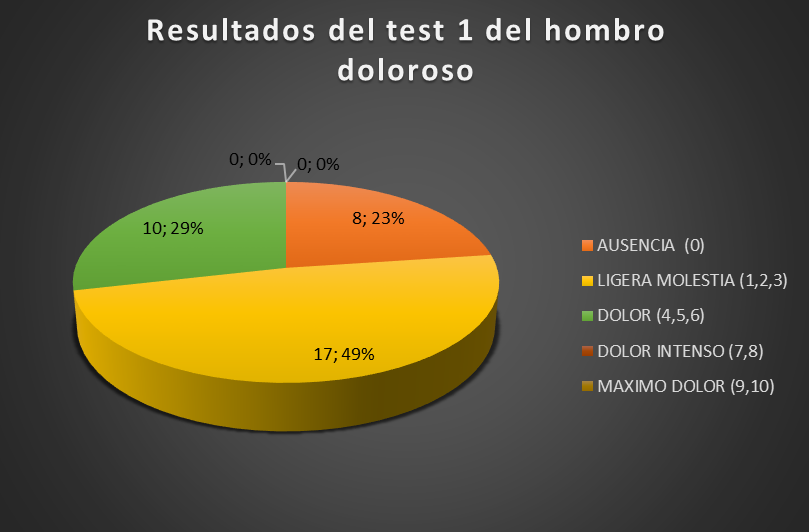 Resultados del test 1 del hombro
doloroso
0; 0%
0; 0%
8; 23%
10; 29%
17; 49%
AUSENCIA (0)
LIGERA MOLESTIA (1,2,3)
DOLOR (4,5,6)
DOLOR INTENSO (7,8)
MAXIMO DOLOR (9,10)